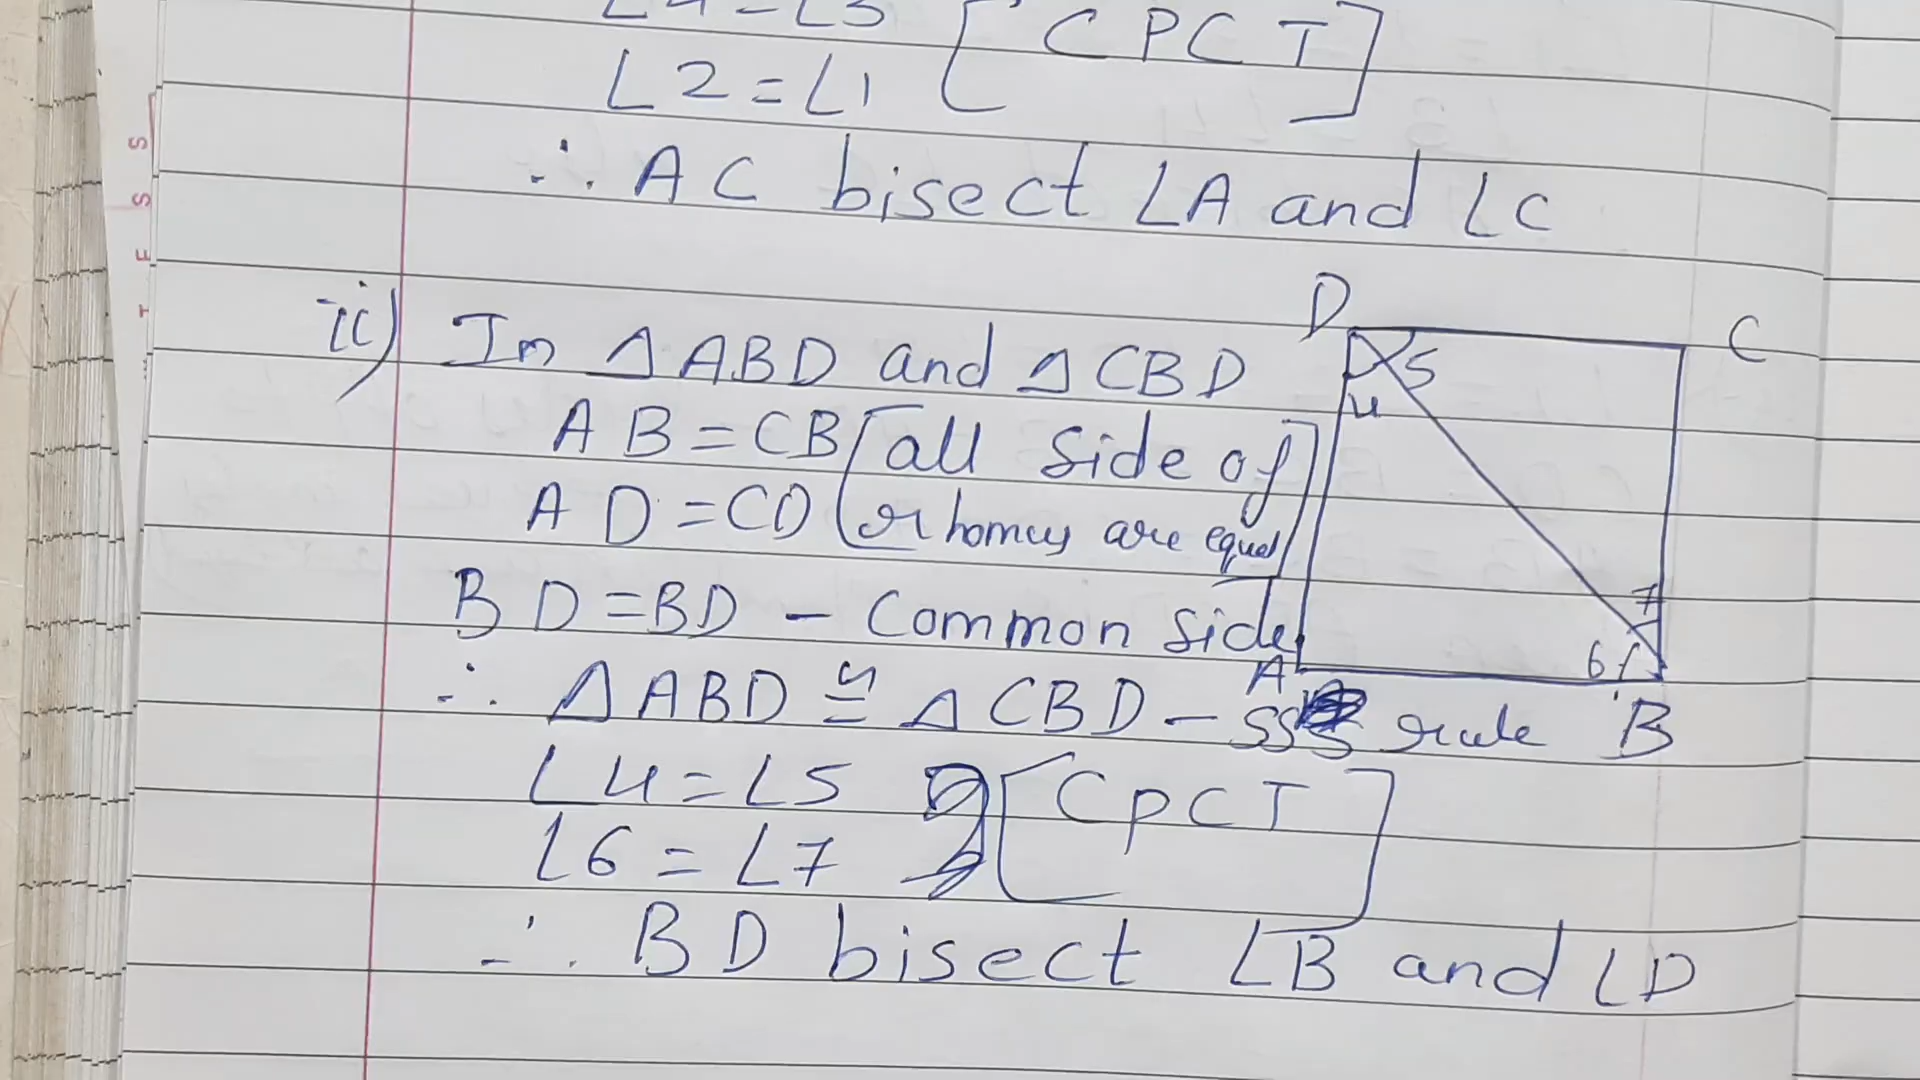 ∠4=∠5 [CPCT]
∠2=∠1
∴ AC bisect ∠A and ∠C
ii) In △ABD and △CBD
AB=CB [all side of
AD=CD rhomus are equal]
BD=BD - Common side
∴ △ABD ≅ △CBD - SSS rule
∠4=∠5 [CPCT]
∠6=∠7
∴ BD bisect ∠B and ∠D
D
C
5
4
7
6
A
B